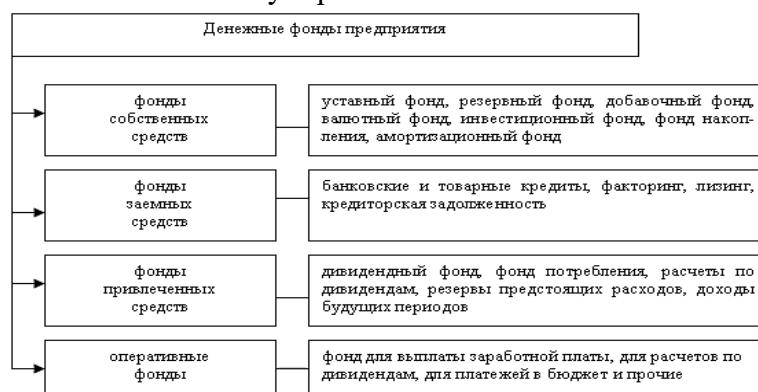 Денежные фонды предприятия
фонды
собственных
средств
уставный фонд, резервный фонд, добавочный фонд,
валютный фонд, инвестиционный фонд, фонд накоп-
ления, амортизационный фонд
фонды
заемных
средств
банковские и товарные кредиты, факторинг, лизинг,
кредиторская задолженность
фонды
привлеченных
средств
дивидендный фонд, фонд потребления, расчеты по
дивидендам, резервы предстоящих расходов, доходы
будущих периодов
оперативные
фонды
фонд для выплаты заработной платы, для расчетов по
дивидендам, для платежей в бюджет и прочие